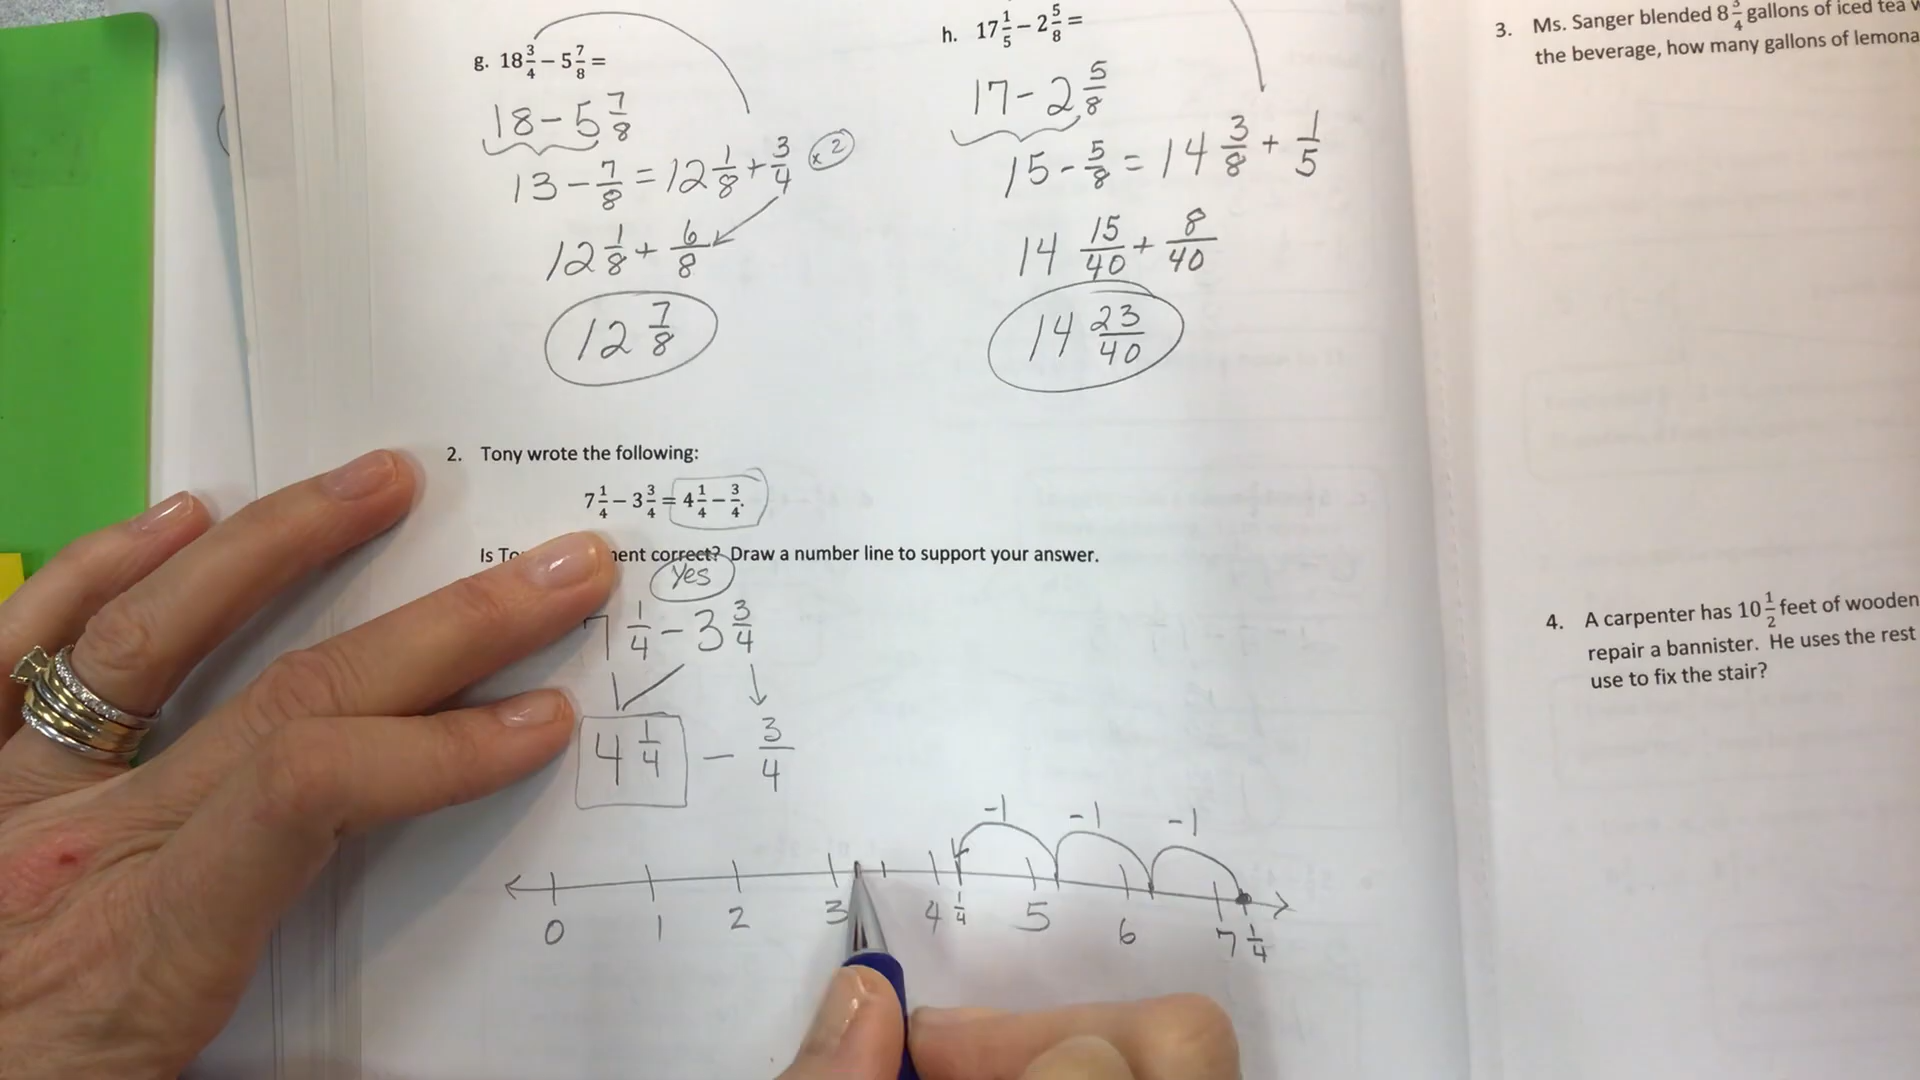 g. 18 3/4 − 5 7/8 =
18 − 5 7/8
13 − 7/8 = 12 1/8 + 3/4 ×2
12 1/8 + 6/8
12 7/8
h. 17 1/5 − 2 5/8 =
17 − 2 5/8
15 − 5/8 = 14 3/8 + 1/5
14 15/40 + 8/40
14 23/40
2. Tony wrote the following:
7 1/4 − 3 3/4 = 4 1/4 − 3/4.
Is correct? Draw a number line to support your answer.
yes
7 1/4 − 3 3/4
4 1/4 − 3/4
-1 -1 -1
0 1 2 3 4 1/4 5 6 7 1/4
3. Ms. Sanger blended 8 3/4 gallons of iced tea
the beverage, how many gallons of
4. A carpenter has 10 1/2 feet of wooden
repair a bannister. He uses the rest
use to fix the stair?